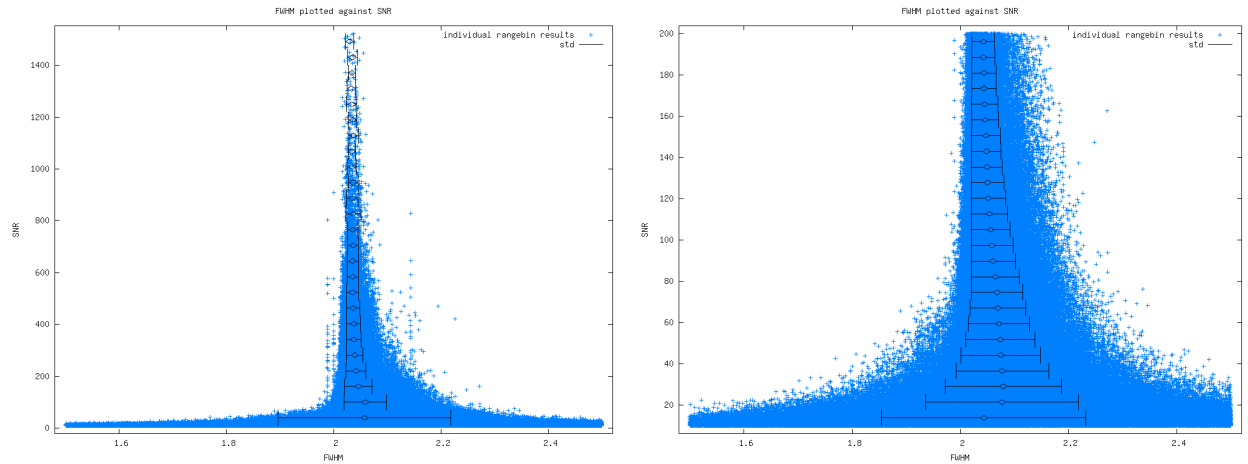 FWHM plotted against SNR
individual rangebin results
std
1400
1200
1000
800
600
400
200
0
SNR
1.6
1.8
2
2.2
2.4
FWHM
FWHM plotted against SNR
individual rangebin results
std
200
180
160
140
120
100
80
60
40
20
SNR
1.6
1.8
2
2.2
2.4
FWHM